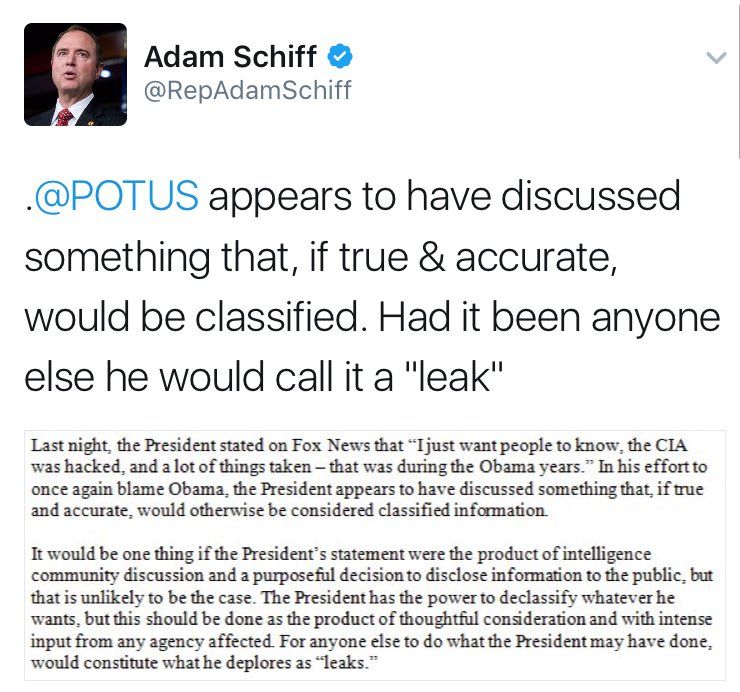 Adam Schiff
@RepAdamSchiff
.@POTUS appears to have discussed
something that, if true & accurate,
would be classified. Had it been anyone
else he would call it a "leak"
Last night, the President stated on Fox News that “I just want people to know, the CIA
was hacked, and a lot of things taken – that was during the Obama years.” In his effort to
once again blame Obama, the President appears to have discussed something that, if true
and accurate, would otherwise be considered classified information.
It would be one thing if the President’s statement were the product of intelligence
community discussion and a purposeful decision to disclose information to the public, but
that is unlikely to be the case. The President has the power to declassify whatever he
wants, but this should be done as the product of thoughtful consideration and with intense
input from any agency affected. For anyone else to do what the President may have done,
would constitute what he deplores as “leaks.”